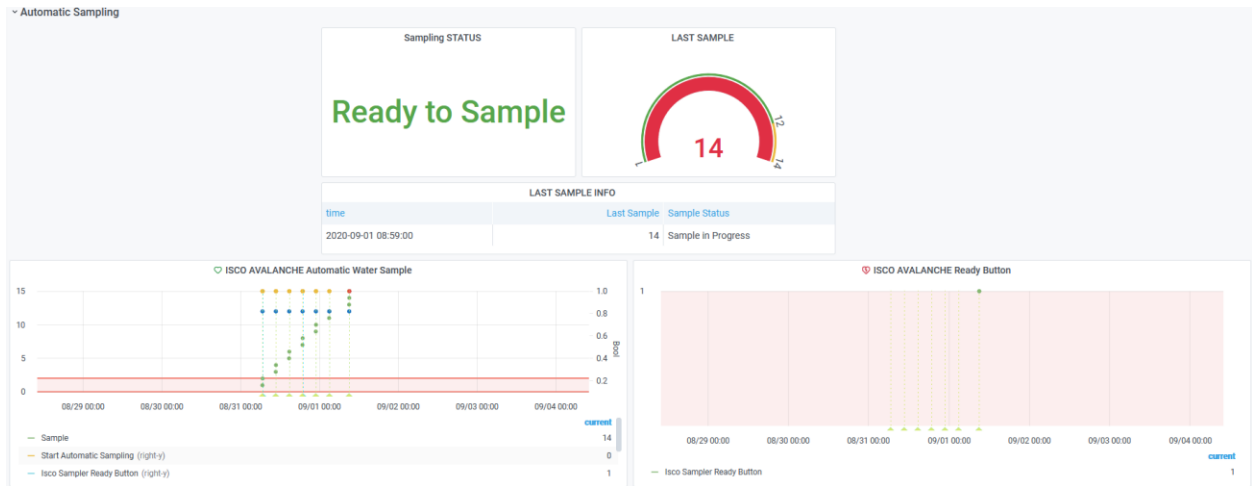 Automatic Sampling
Sampling STATUS
Ready to Sample
LAST SAMPLE
1
12
14
14
LAST SAMPLE INFO
time Last Sample Sample Status
2020-09-01 08:59:00 14 Sample in Progress
ISCO AVALANCHE Automatic Water Sample
15 1.0
0.8
10
0.6
5 0.4
0.2
0
Bool
08/29 00:00 08/30 00:00 08/31 00:00 09/01 00:00 09/02 00:00 09/03 00:00 09/04 00:00
current
Sample 14
Start Automatic Sampling (right-y) 0
Isco Sampler Ready Button (right-y) 1
ISCO AVALANCHE Ready Button
1
08/29 00:00 08/30 00:00 08/31 00:00 09/01 00:00 09/02 00:00 09/03 00:00 09/04 00:00
current
Isco Sampler Ready Button 1